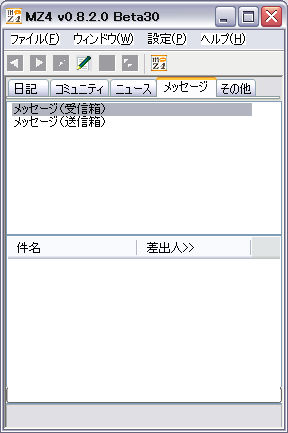 MZ4 v0.8.2.0 Beta30
ファイル(F) ウィンドウ(W) 設定(P) ヘルプ(H)
日記 コミュニティ ニュース メッセージ その他
メッセージ(受信箱)
メッセージ(送信箱)
件名 差出人>>